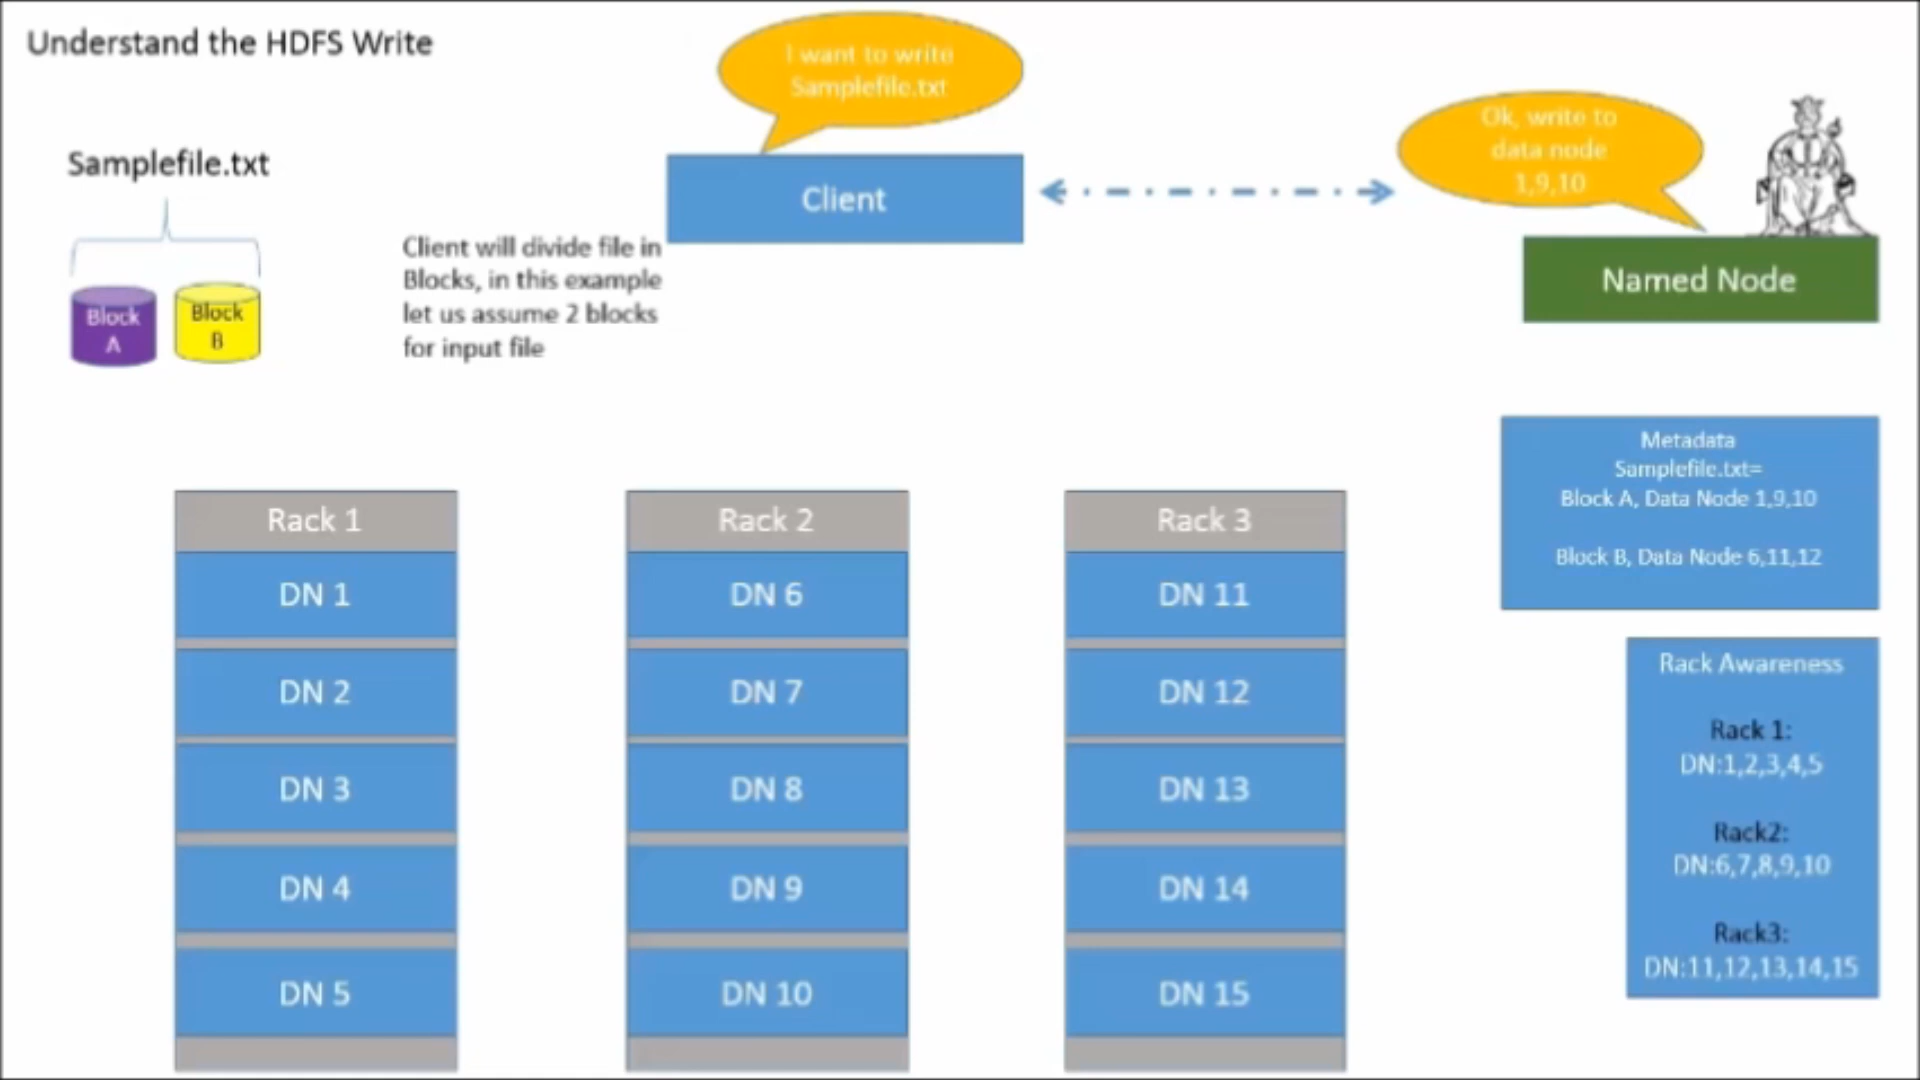 Understand the HDFS Write
I want to write
Samplefile.txt
Ok, write to
data node
1,9,10
Samplefile.txt
Client
Client will divide file in
Blocks, in this example
let us assume 2 blocks
for input file
Block
A
Block
B
Named Node
Metadata
Samplefile.txt=
Block A, Data Node 1,9,10
Block B, Data Node 6,11,12
Rack 1
DN 1
DN 2
DN 3
DN 4
DN 5
Rack 2
DN 6
DN 7
DN 8
DN 9
DN 10
Rack 3
DN 11
DN 12
DN 13
DN 14
DN 15
Rack Awareness
Rack 1:
DN:1,2,3,4,5
Rack2:
DN:6,7,8,9,10
Rack3:
DN:11,12,13,14,15